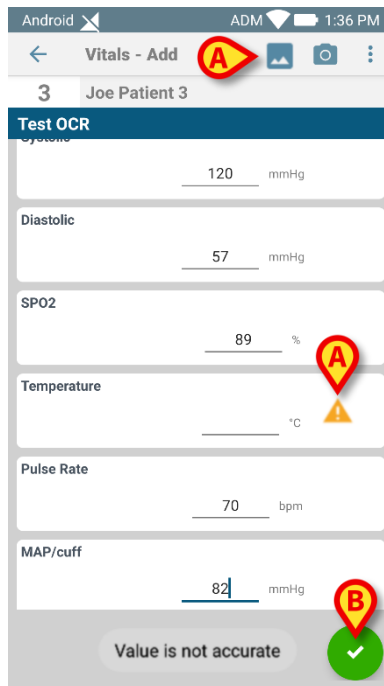 Android ADM 1:36 PM
Vitals - Add A
3 Joe Patient 3
Test OCR
Systolic
120 mmHg
Diastolic
57 mmHg
SPO2
89 %
A
Temperature
°C
Pulse Rate
70 bpm
MAP/cuff
82 mmHg
B
Value is not accurate